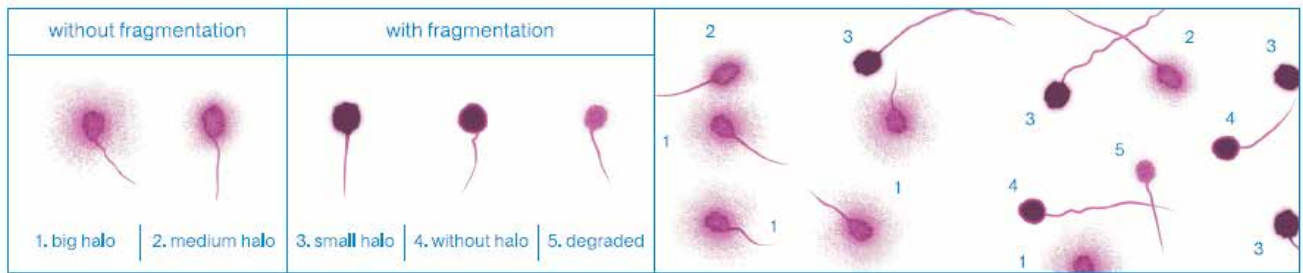 without fragmentation
with fragmentation
1. big halo
2. medium halo
3. small halo
4. without halo
5. degraded
2
3
2
3
3
1
4
5
1
4
1
3
1